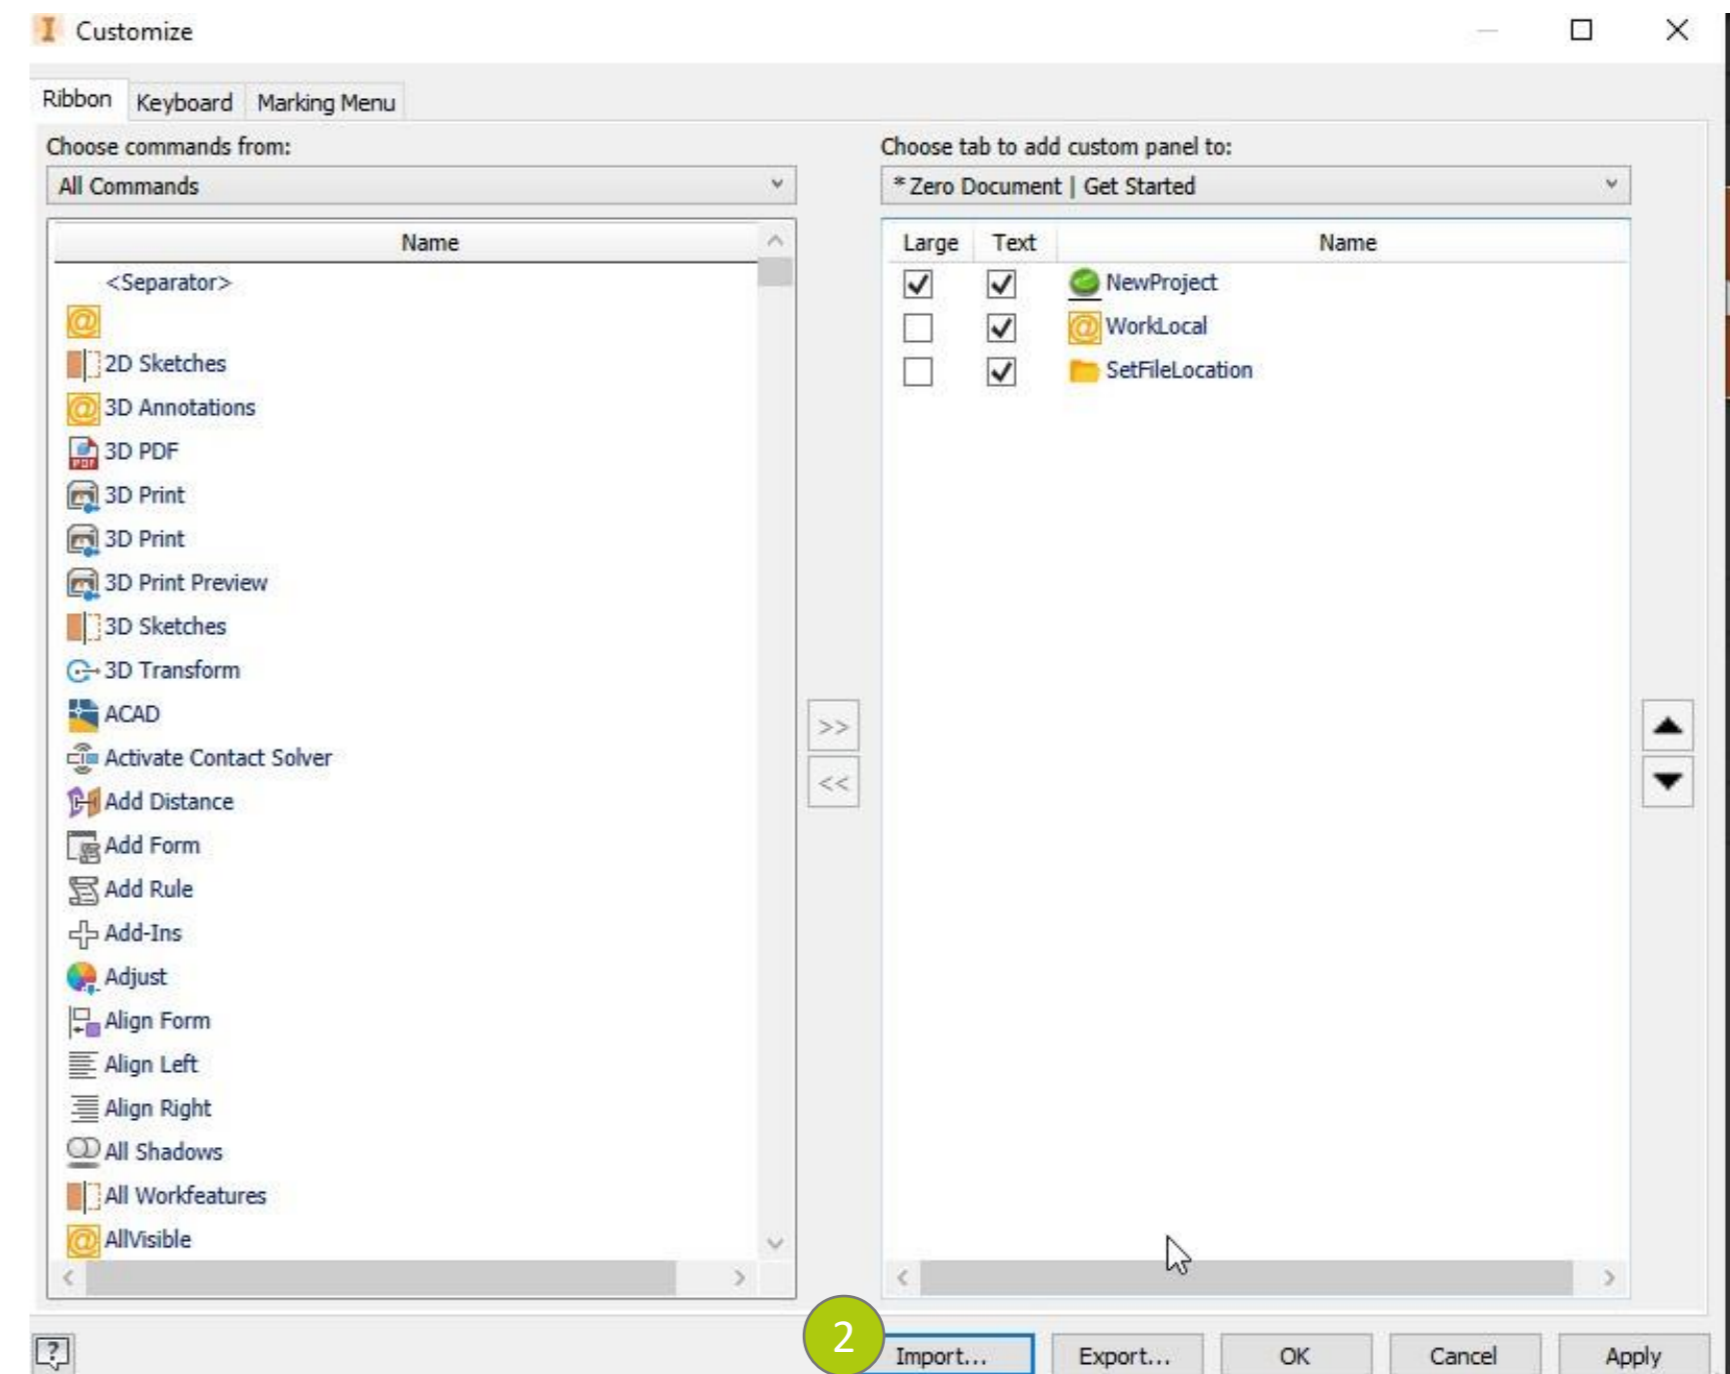 Customize
Ribbon Keyboard Marking Menu
Choose commands from:
All Commands
Name
<Separator>
2D Sketches
3D Annotations
3D PDF
3D Print
3D Print
3D Print Preview
3D Sketches
3D Transform
ACAD
Activate Contact Solver
Add Distance
Add Form
Add Rule
Add-Ins
Adjust
Align Form
Align Left
Align Right
All Shadows
All Workfeatures
AllVisible
>>
<<
Choose tab to add custom panel to:
* Zero Document | Get Started
Large Text Name
NewProject
WorkLocal
SetFileLocation
2
Import... Export... OK Cancel Apply